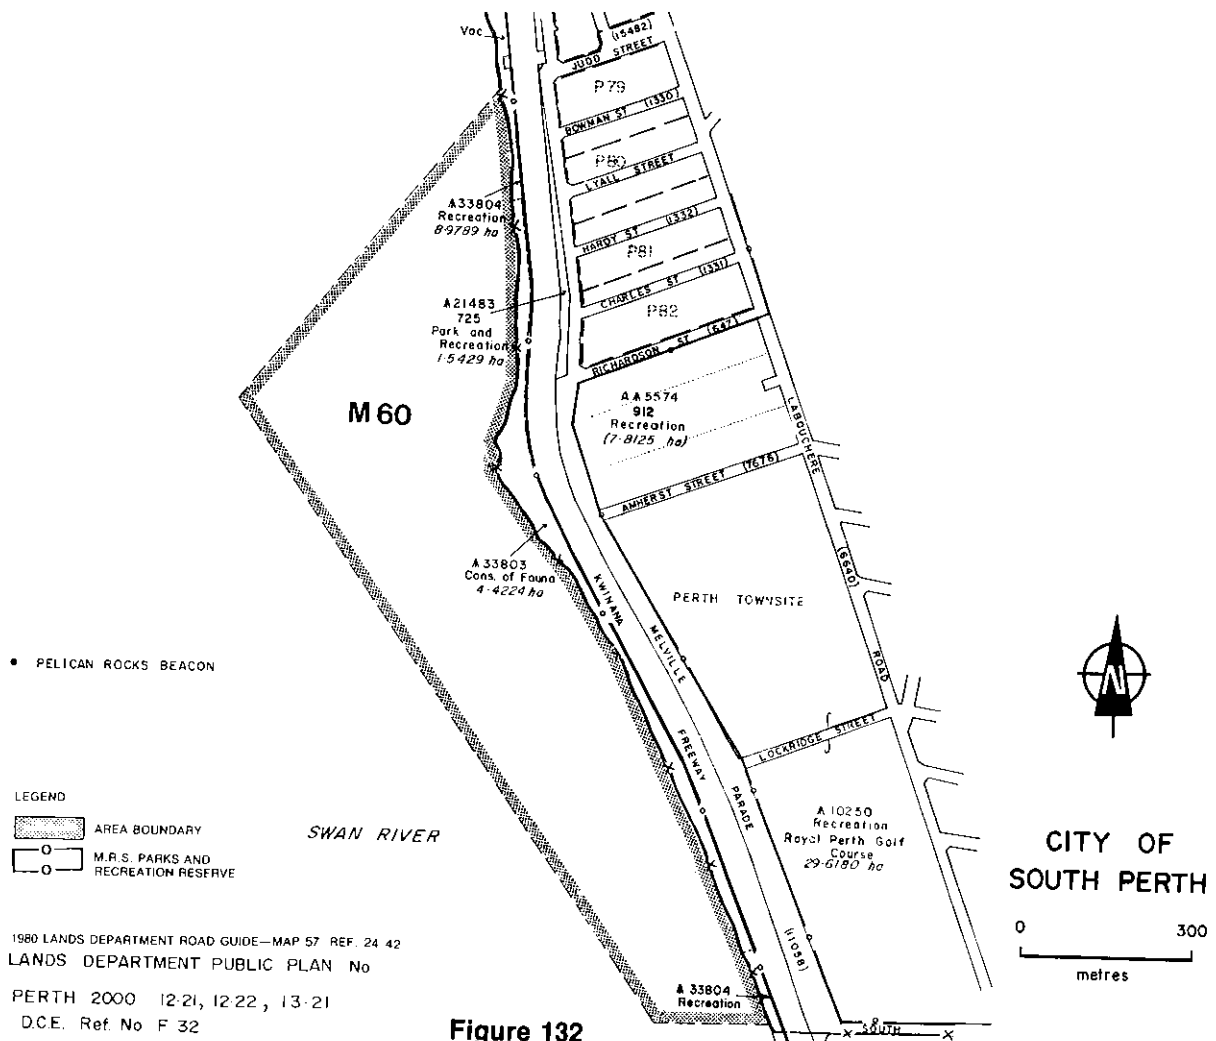 Voc
(15482)
JUDD STREET
P79
BOWMAN ST (1330)
P80
LYALL STREET
A33804
Recreation
8·9789 ha
HARDY ST (1332)
P81
CHARLES ST (1331)
P82
A21483
725
Park and
Recreation
1·5429 ha
RICHARDSON ST (647)
M60
A A5574
912
Recreation
(7·8125 ha)
LABOUCHERE
AMHERST STREET (7676)
A33803
Cons. of Fauna
4·4224 ha
(6640)
KWINANA
PERTH TOWNSITE
MELVILLE
ROAD
• PELICAN ROCKS BEACON
N
LOCKRIDGE STREET
FREEWAY
PARADE
LEGEND
AREA BOUNDARY
M.R.S. PARKS AND
RECREATION RESERVE
SWAN RIVER
A 10250
Recreation
Royal Perth Golf
Course
29·6180 ha
CITY OF
SOUTH PERTH
0 300
metres
1980 LANDS DEPARTMENT ROAD GUIDE—MAP 57 REF. 24 42
LANDS DEPARTMENT PUBLIC PLAN No
PERTH 2000 12·21, 12·22, 13·21
D.C.E. Ref. No F 32
(11058)
A 33804
Recreation
SOUTH
Figure 132